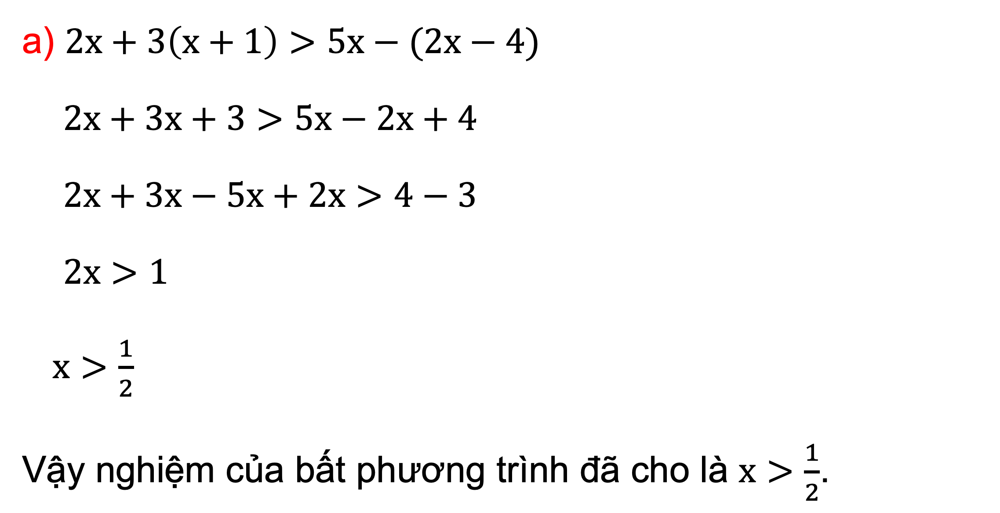 a) 2x + 3(x + 1) > 5x − (2x − 4)
2x + 3x + 3 > 5x − 2x + 4
2x + 3x − 5x + 2x > 4 − 3
2x > 1
x > 1/2
Vậy nghiệm của bất phương trình đã cho là x > 1/2.